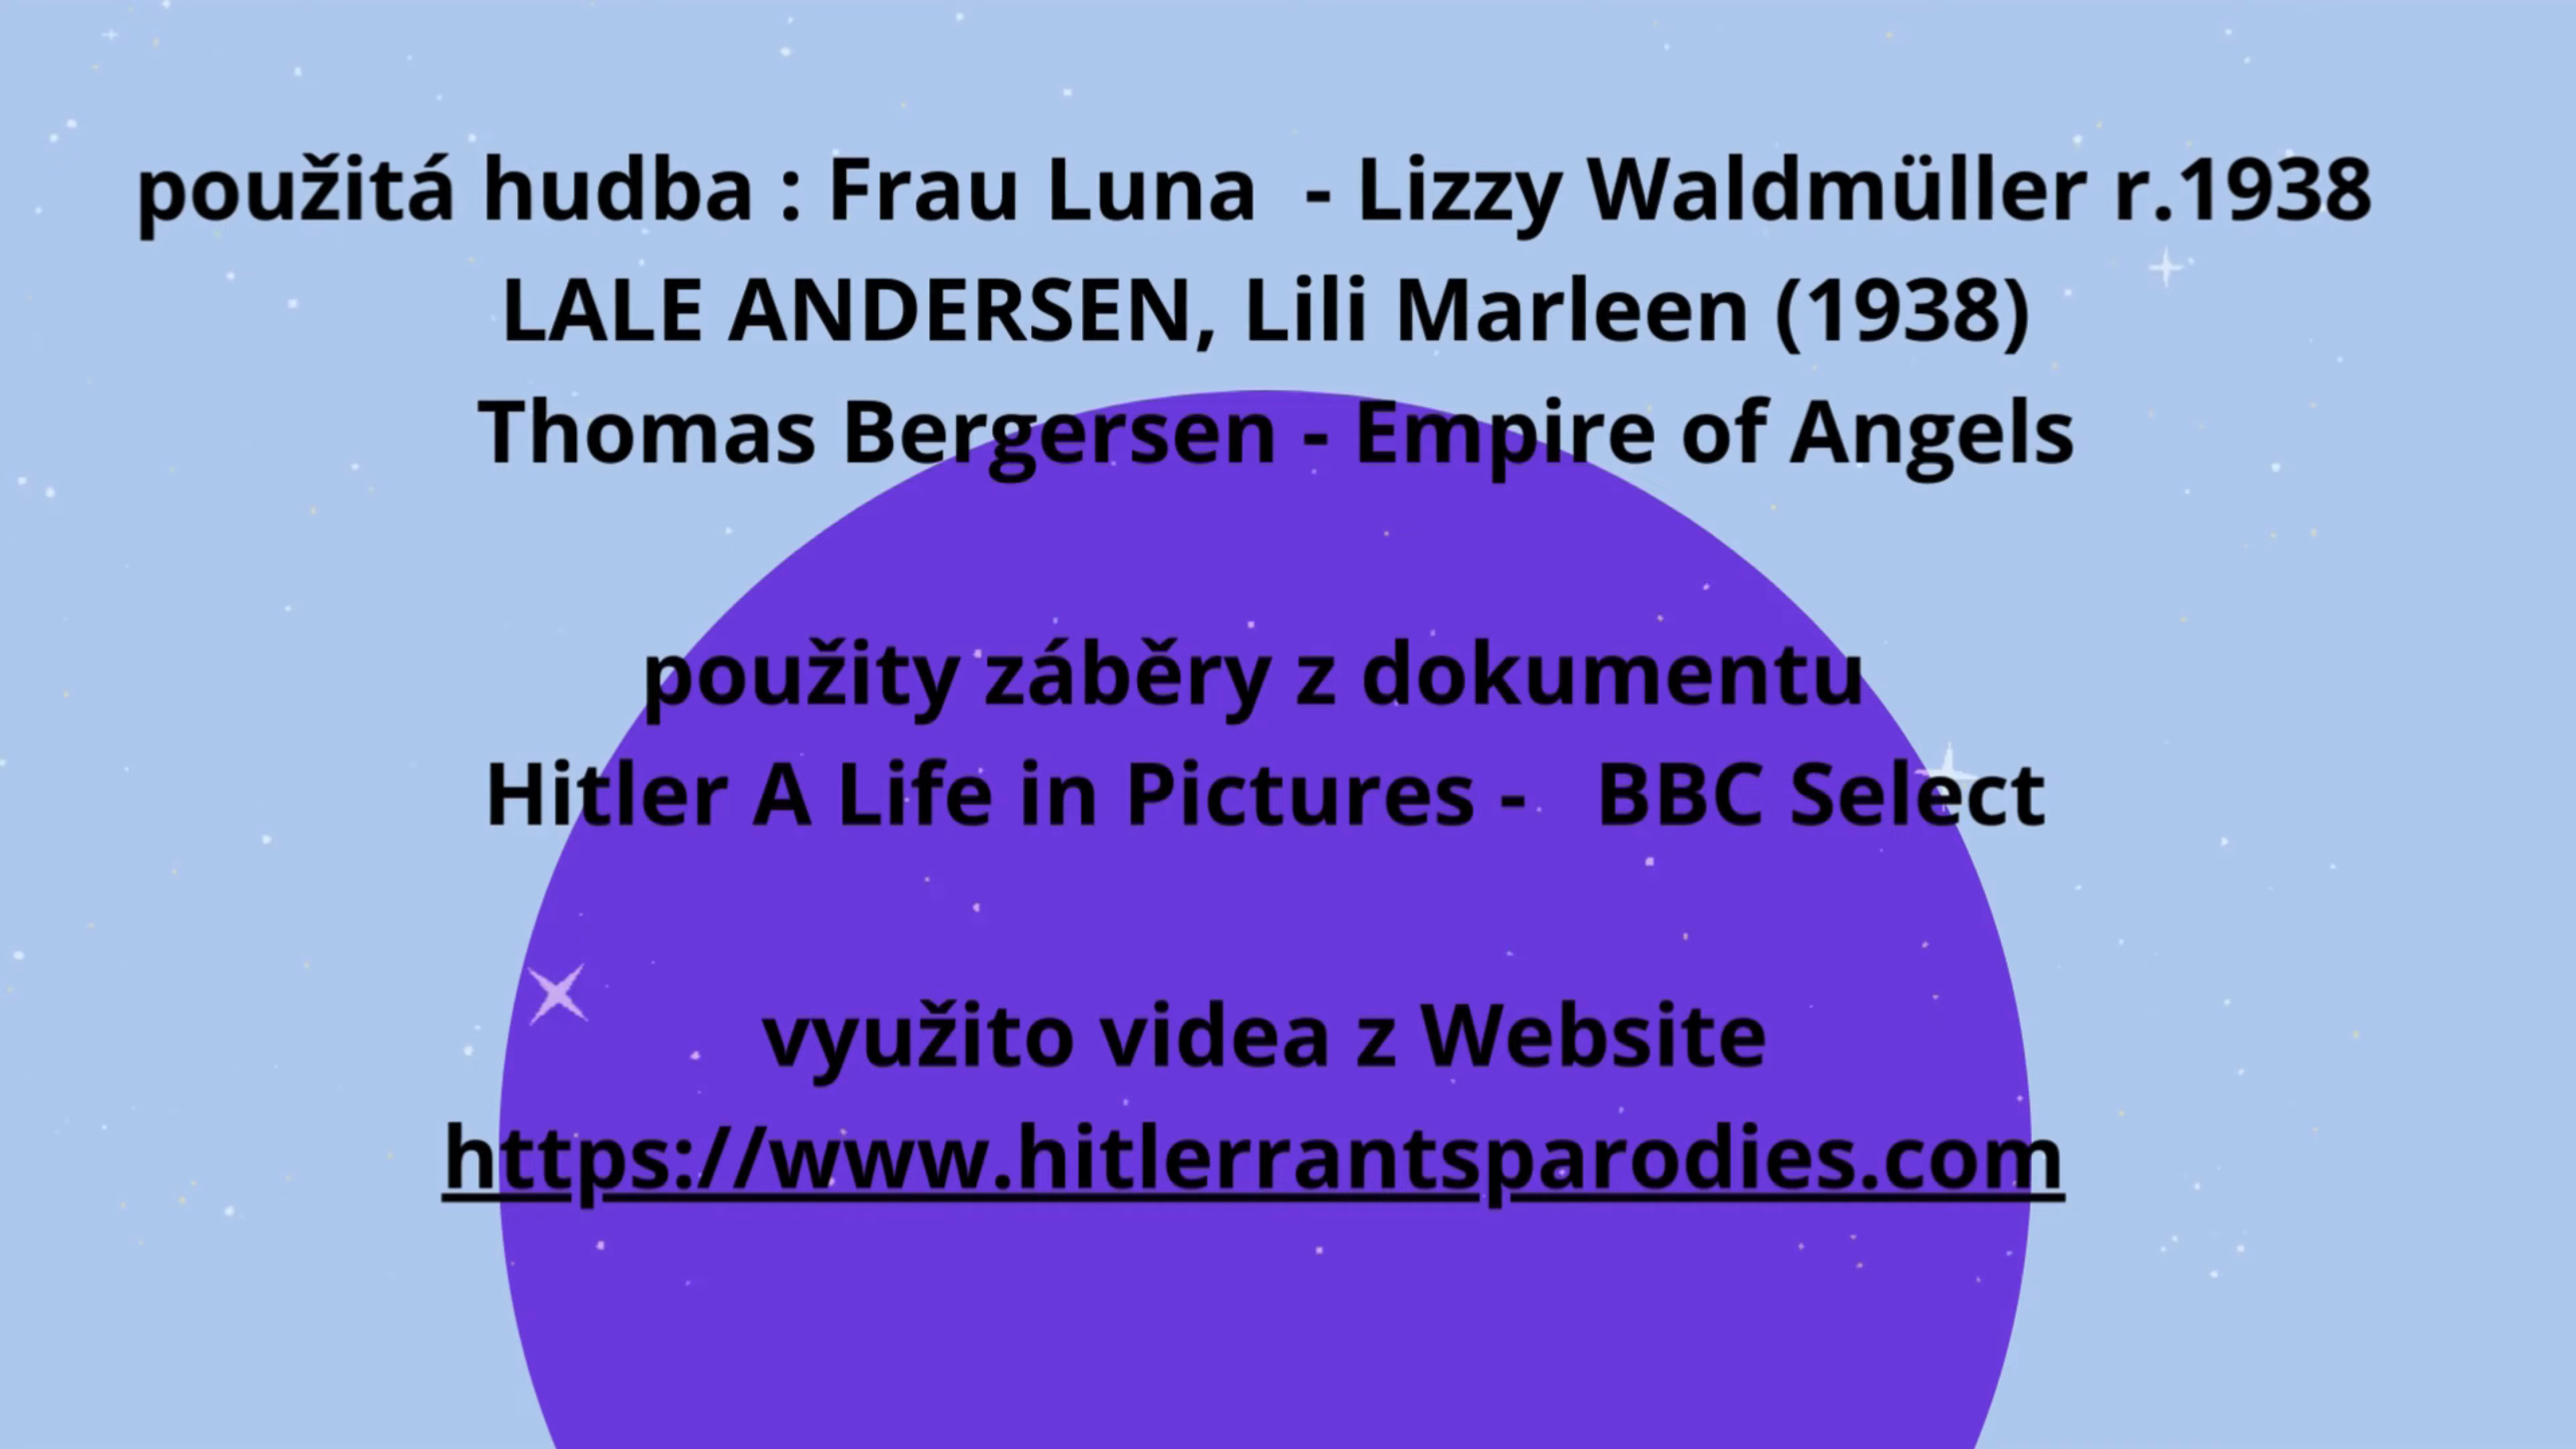 použitá hudba : Frau Luna  - Lizzy Waldmüller r.1938
LALE ANDERSEN, Lili Marleen (1938)
Thomas Bergersen - Empire of Angels
použity záběry z dokumentu
Hitler A Life in Pictures -   BBC Select
využito videa z Website
https://www.hitlerrantsparodies.com